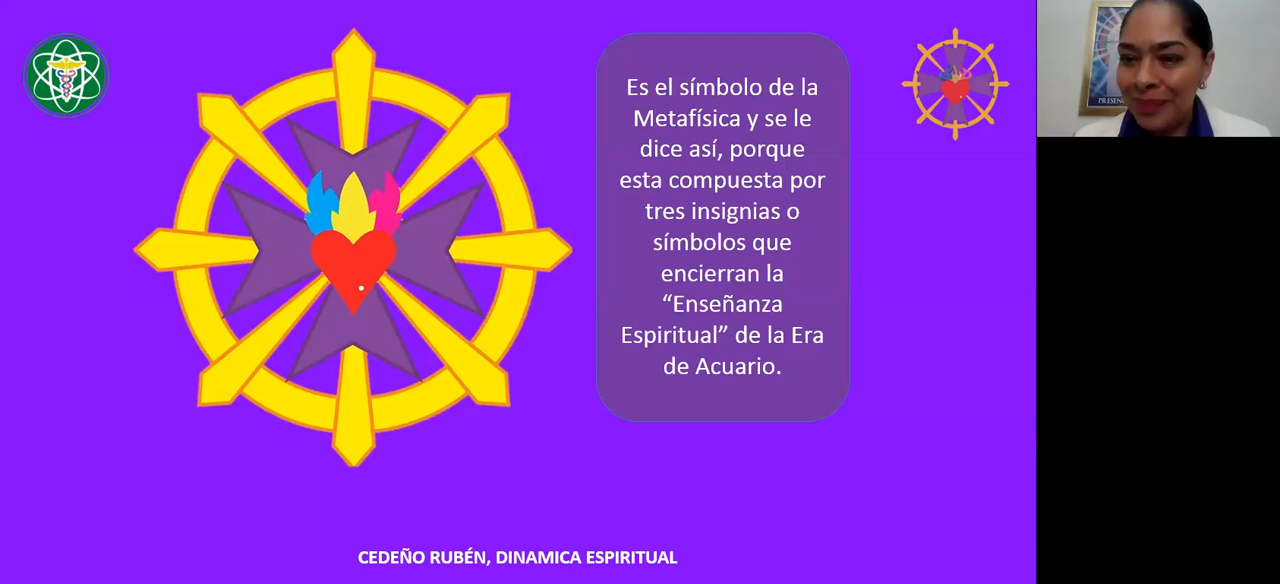 Es el símbolo de la
Metafísica y se le
dice así, porque
esta compuesta por
tres insignias o
símbolos que
encierran la
“Enseñanza
Espiritual” de la Era
de Acuario.
PRESEN
CEDEÑO RUBÉN, DINAMICA ESPIRITUAL